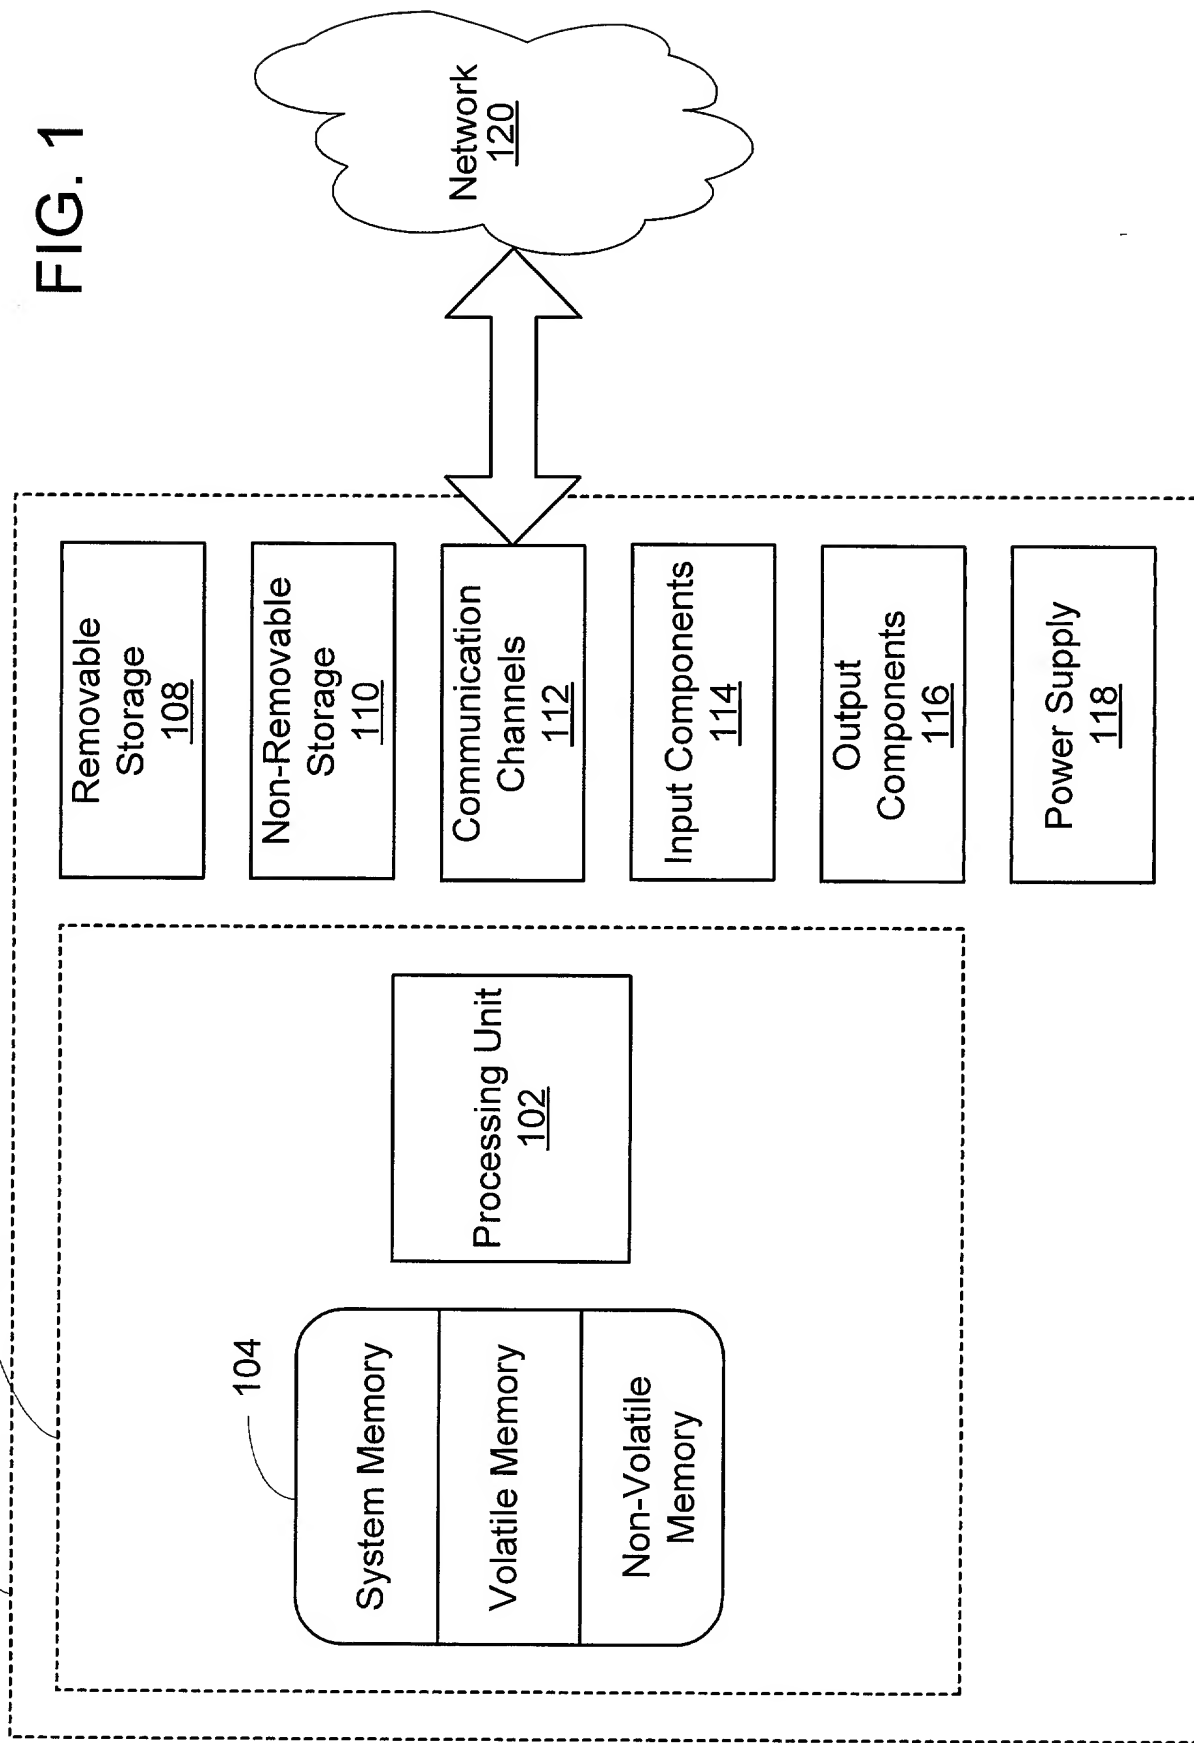 FIG. 1
104
System Memory
Volatile Memory
Non-Volatile
Memory
Processing Unit
102
Removable
Storage
108
Non-Removable
Storage
110
Communication
Channels
112
Input Components
114
Output
Components
116
Power Supply
118
Network
120